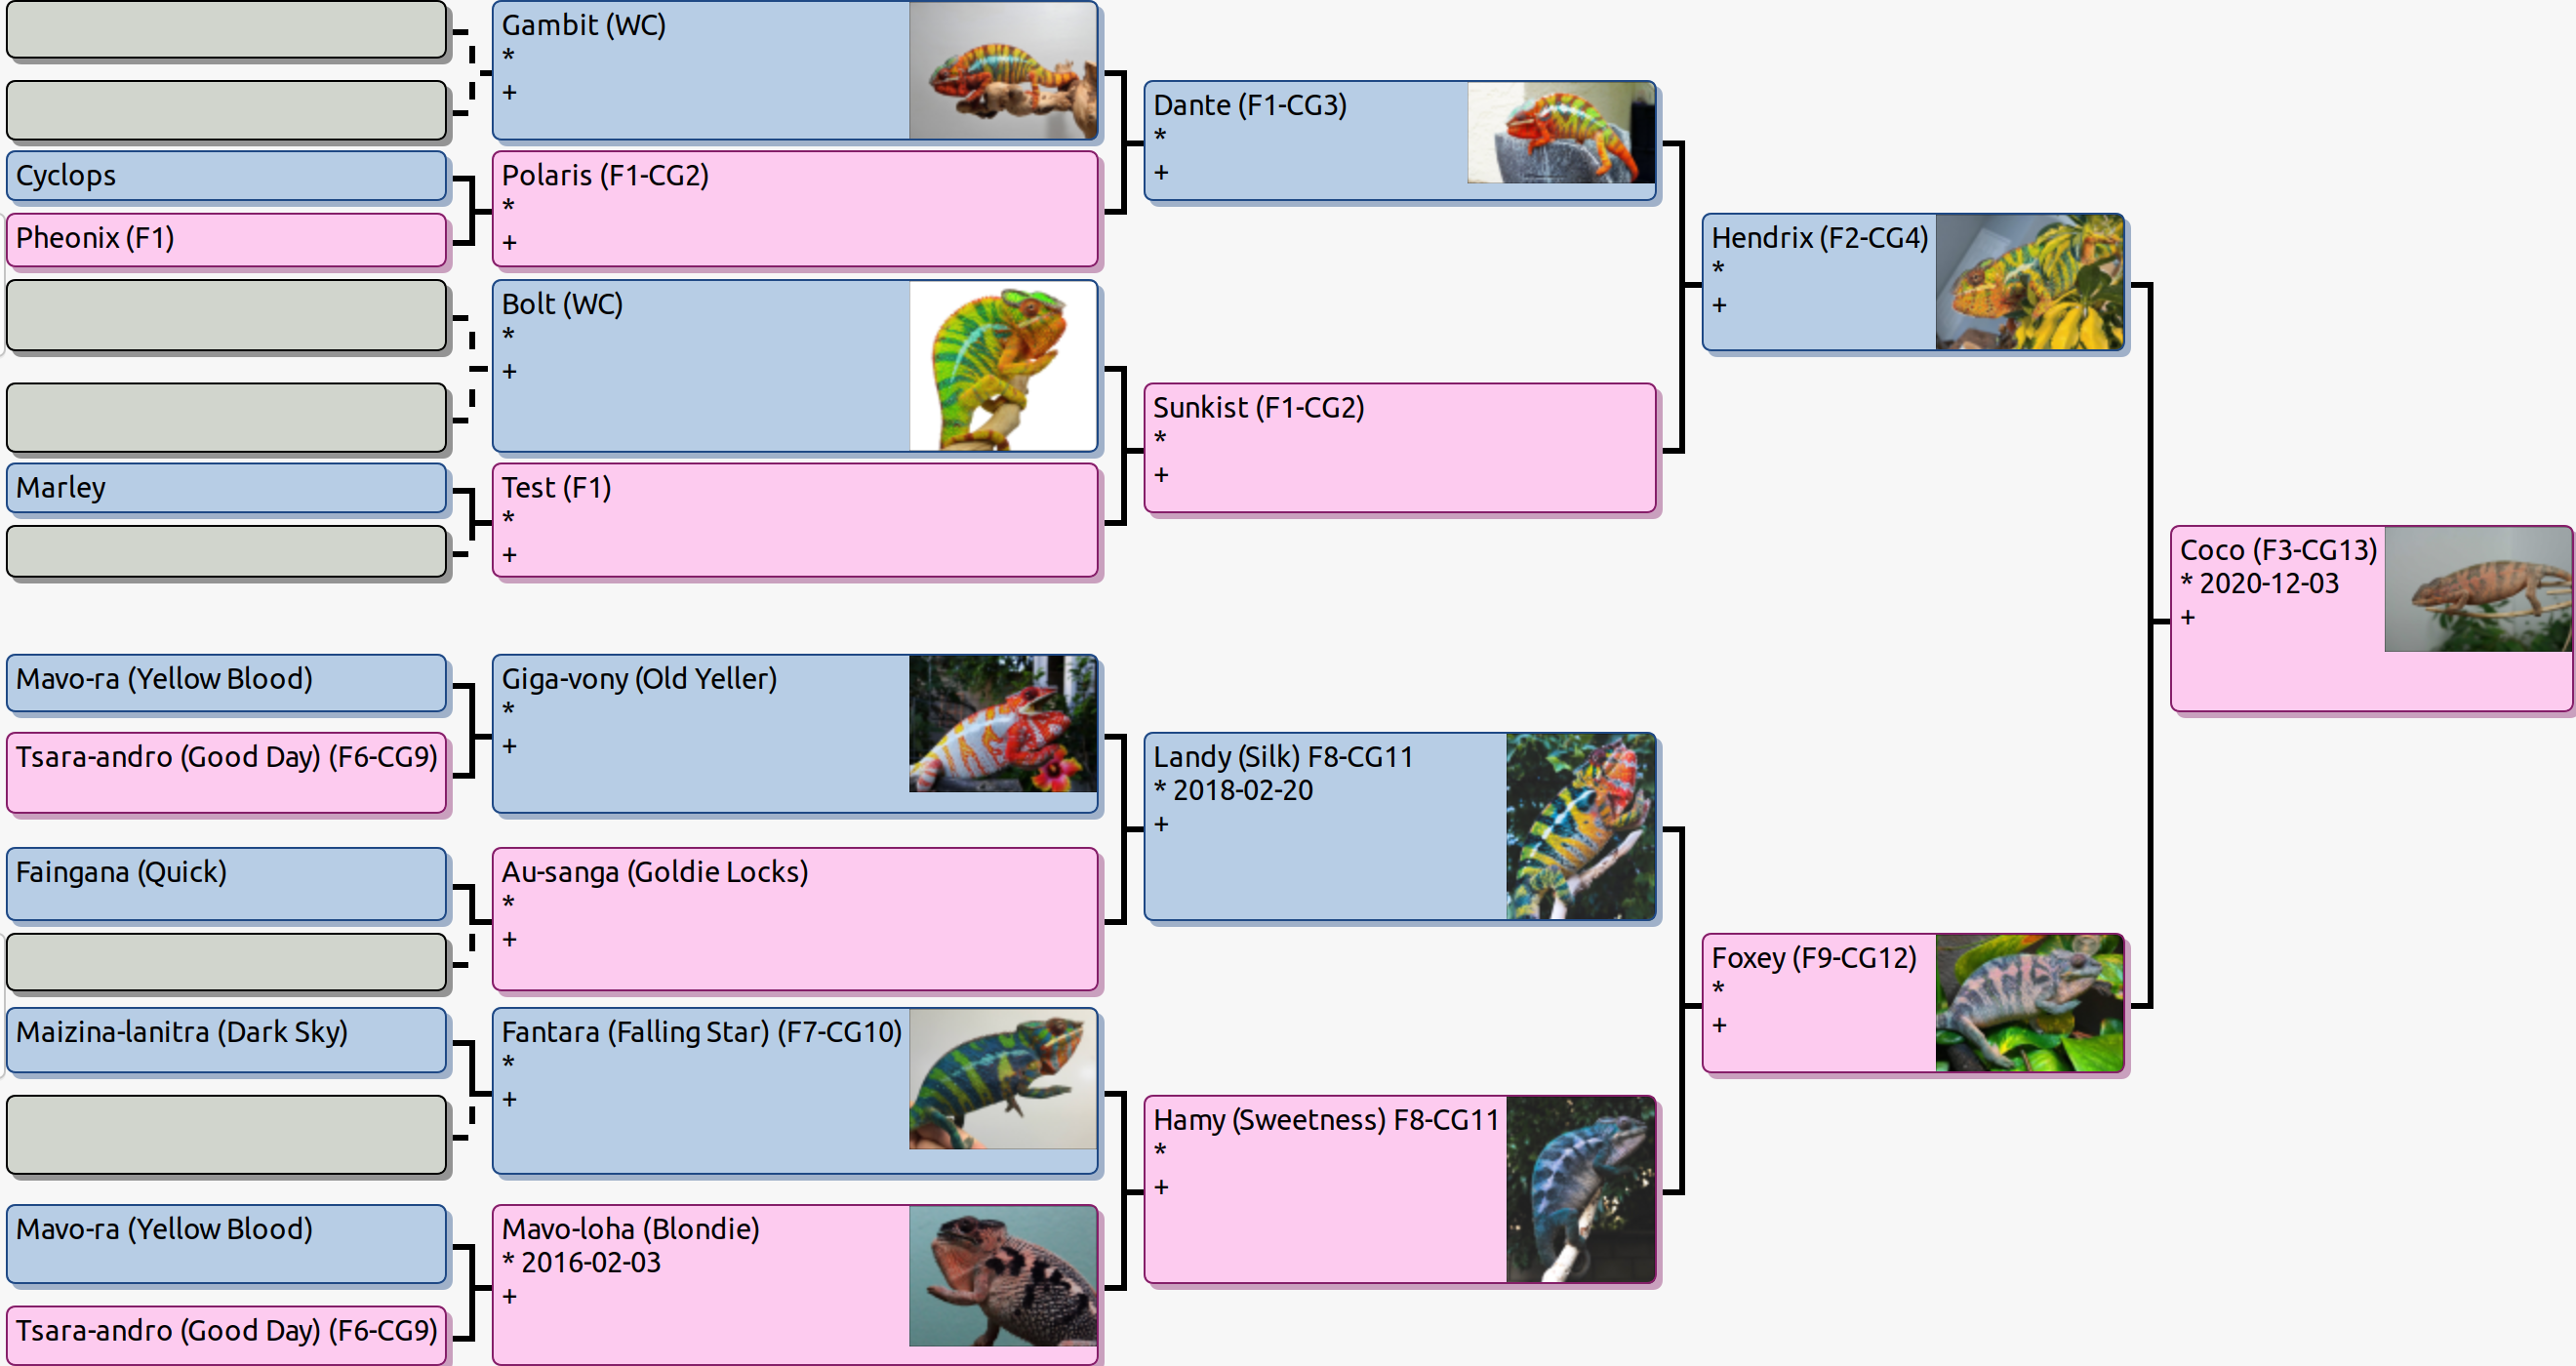 Gambit (WC)
*
+
Cyclops
Polaris (F1-CG2)
*
+
Pheonix (F1)
Bolt (WC)
*
+
Marley
Test (F1)
*
+
Mavo-ra (Yellow Blood)
Giga-vony (Old Yeller)
*
+
Tsara-andro (Good Day) (F6-CG9)
Faingana (Quick)
Au-sanga (Goldie Locks)
*
+
Maizina-lanitra (Dark Sky)
Fantara (Falling Star) (F7-CG10)
*
+
Mavo-ra (Yellow Blood)
Mavo-loha (Blondie)
* 2016-02-03
+
Tsara-andro (Good Day) (F6-CG9)
Dante (F1-CG3)
*
+
Sunkist (F1-CG2)
*
+
Landy (Silk) F8-CG11
* 2018-02-20
+
Hamy (Sweetness) F8-CG11
*
+
Hendrix (F2-CG4)
*
+
Foxey (F9-CG12)
*
+
Coco (F3-CG13)
* 2020-12-03
+